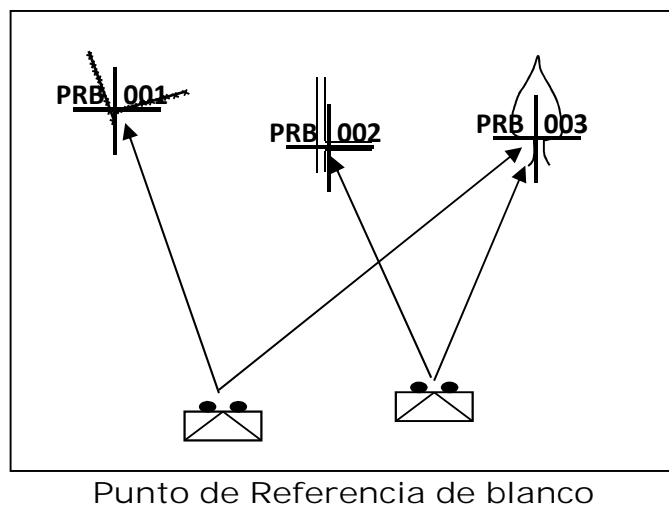 PRB 001
PRB 002
PRB 003
Punto de Referencia de blanco